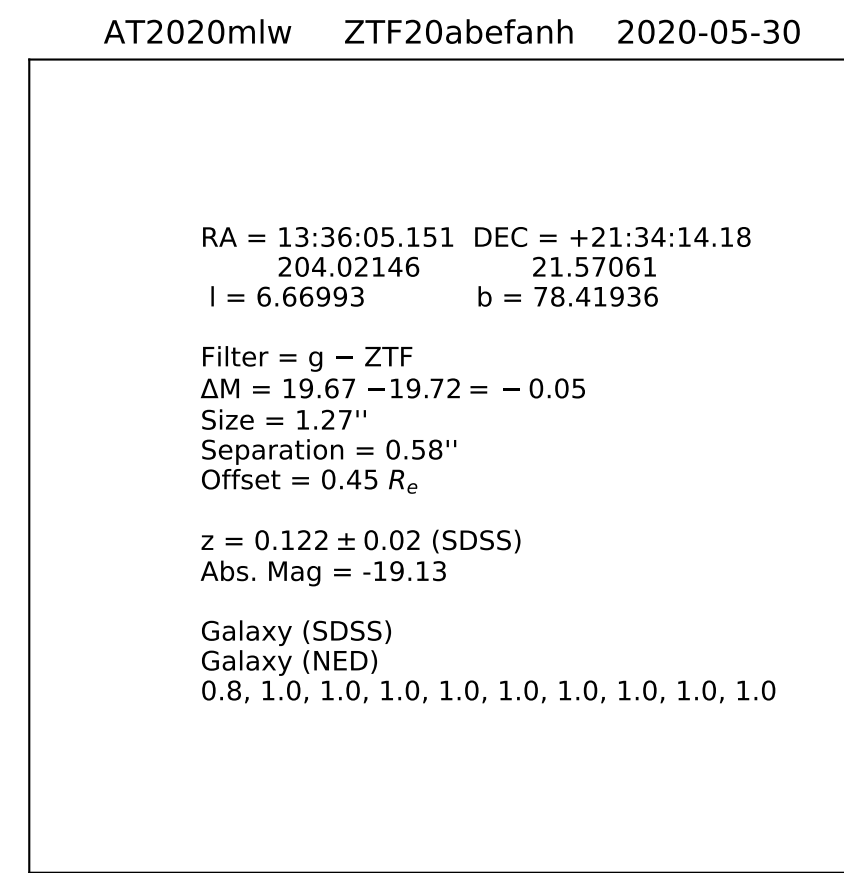 AT2020mlw ZTF20abefanh 2020-05-30
RA = 13:36:05.151 DEC = +21:34:14.18
204.02146 21.57061
l = 6.66993 b = 78.41936
Filter = g − ZTF
ΔM = 19.67 −19.72 = − 0.05
Size = 1.27''
Separation = 0.58''
Offset = 0.45 Rₑ
z = 0.122 ± 0.02 (SDSS)
Abs. Mag = -19.13
Galaxy (SDSS)
Galaxy (NED)
0.8, 1.0, 1.0, 1.0, 1.0, 1.0, 1.0, 1.0, 1.0, 1.0